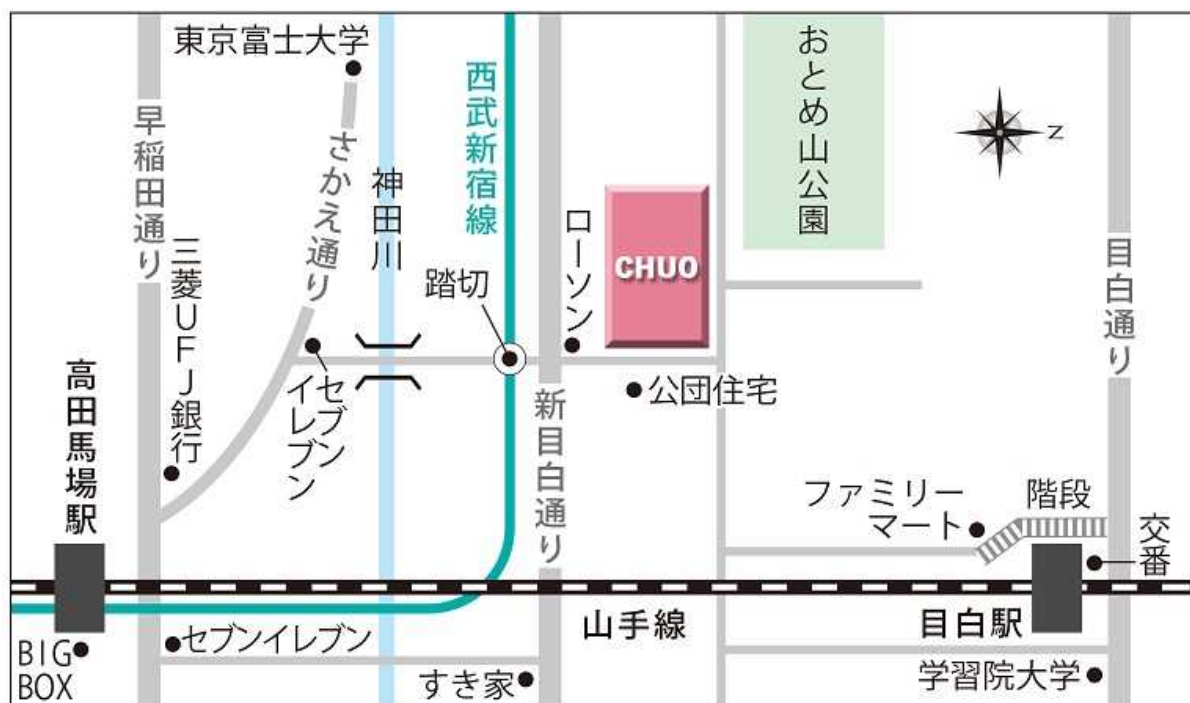 東京富士大学
早稲田通り
さかえ通り
神田川
西武新宿線
おとめ山公園
N
三菱UFJ銀行
踏切
ローソン
CHUO
目白通り
高田馬場駅
セブン
イレブン
新目白通り
公団住宅
ファミリー
マート
階段
交番
山手線
目白駅
BIG
BOX
セブンイレブン
すき家
学習院大学